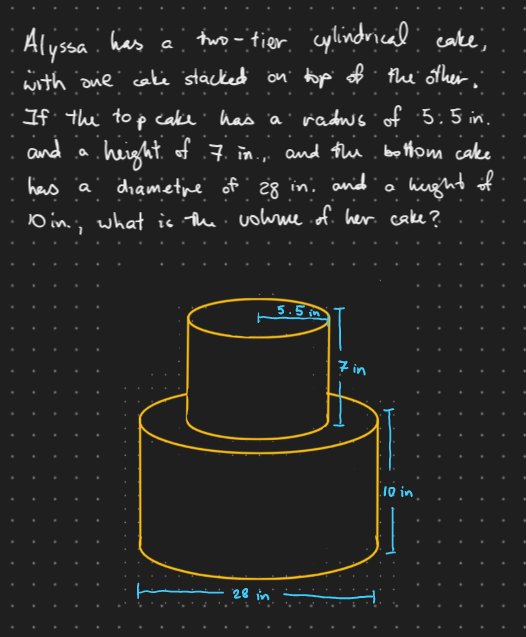 Alyssa has a two-tier cylindrical cake,
with one cake stacked on top of the other.
If the top cake has a radius of 5.5 in.
and a height of 7 in., and the bottom cake
has a diametre of 28 in. and a height of
10 in., what is the volume of her cake?
5.5 in
7 in
10 in
28 in